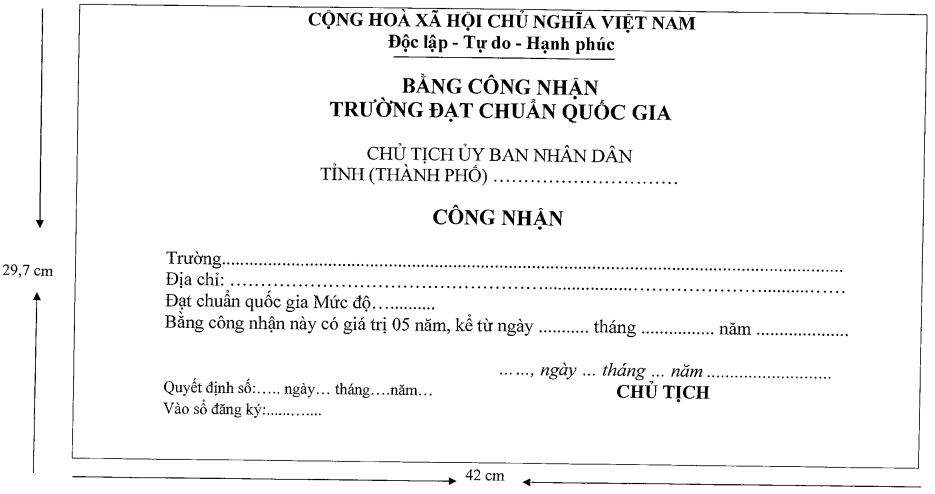 CỘNG HOÀ XÃ HỘI CHỦ NGHĨA VIỆT NAM
Độc lập - Tự do - Hạnh phúc
BẰNG CÔNG NHẬN
TRƯỜNG ĐẠT CHUẨN QUỐC GIA
CHỦ TỊCH ỦY BAN NHÂN DÂN
TỈNH (THÀNH PHỐ) ................................
CÔNG NHẬN
Trường................................................................................................................
Địa chỉ: ................................................................................................................
Đạt chuẩn quốc gia Mức độ............
Bằng công nhận này có giá trị 05 năm, kể từ ngày ........... tháng ................ năm ....................
......, ngày ... tháng ... năm ...........................
Quyết định số:….. ngày… tháng….năm…
CHỦ TỊCH
Vào sổ đăng ký:............
29,7 cm
42 cm